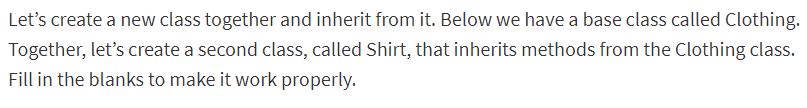 Let’s create a new class together and inherit from it. Below we have a base class called Clothing.
Together, let’s create a second class, called Shirt, that inherits methods from the Clothing class.
Fill in the blanks to make it work properly.